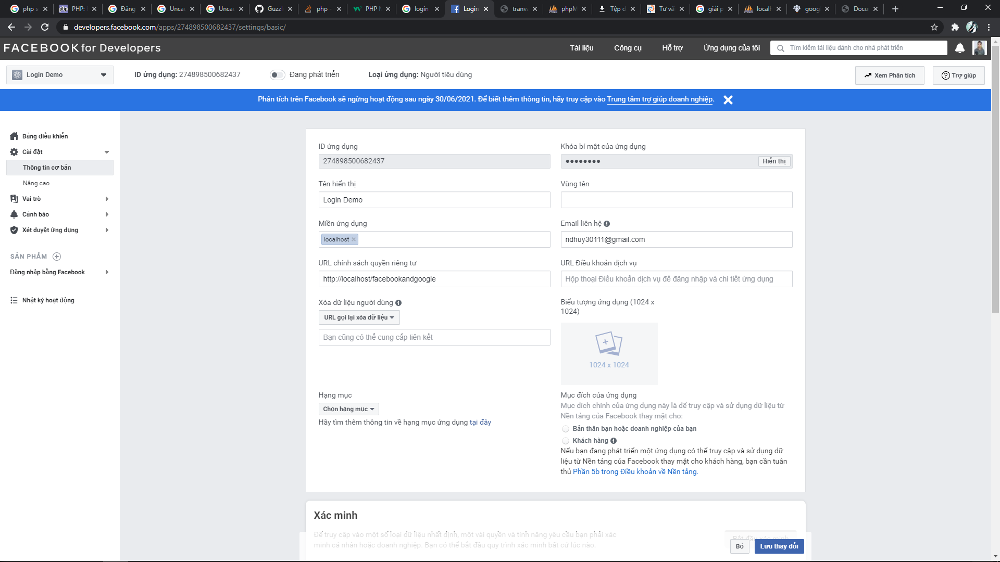 php s
PHP:
Đăng
Uncau
Uncau
Guzzl
php -
PHP
login
Login
tranva
phpM
Tệp d
Tư vấ
giải p
local
goog
Docu
developers.facebook.com/apps/274898500682437/settings/basic/
FACEBOOK for Developers
Tài liệu
Công cụ
Hỗ trợ
Ứng dụng của tôi
Tìm kiếm tài liệu dành cho nhà phát triển
Login Demo
ID ứng dụng: 274898500682437
Đang phát triển
Loại ứng dụng: Người tiêu dùng
Xem Phân tích
Trợ giúp
Phân tích trên Facebook sẽ ngừng hoạt động sau ngày 30/06/2021. Để biết thêm thông tin, hãy truy cập vào Trung tâm trợ giúp doanh nghiệp.
Bảng điều khiển
Cài đặt
Thông tin cơ bản
Nâng cao
Vai trò
Cảnh báo
Xét duyệt ứng dụng
SẢN PHẨM
Đăng nhập bằng Facebook
Nhật ký hoạt động
ID ứng dụng
274898500682437
Khóa bí mật của ứng dụng
●●●●●●●●
Hiển thị
Tên hiển thị
Login Demo
Vùng tên
Miền ứng dụng
localhost
Email liên hệ
ndhuy30111@gmail.com
URL chính sách quyền riêng tư
http://localhost/facebookandgoogle
URL Điều khoản dịch vụ
Hộp thoại Điều khoản dịch vụ để đăng nhập và chi tiết ứng dụng
Xóa dữ liệu người dùng
URL gọi lại xóa dữ liệu
Bạn cũng có thể cung cấp liên kết
Biểu tượng ứng dụng (1024 x
1024)
1024 x 1024
Hạng mục
Chọn hạng mục
Hãy tìm thêm thông tin về hạng mục ứng dụng tại đây
Mục đích của ứng dụng
Mục đích chính của ứng dụng này là để truy cập và sử dụng dữ liệu từ
Nền tảng của Facebook thay mặt cho:
Bản thân bạn hoặc doanh nghiệp của bạn
Khách hàng
Nếu bạn đang phát triển một ứng dụng có thể truy cập và sử dụng dữ
liệu từ Nền tảng của Facebook thay mặt cho khách hàng, bạn cần tuân
thủ Phần 5b trong Điều khoản về Nền tảng.
Xác minh
Để truy cập vào một số loại dữ liệu nhất định, một vài quyền và tính năng yêu cầu bạn phải xác
minh cá nhân hoặc doanh nghiệp. Bạn có thể bắt đầu quy trình xác minh bất cứ lúc nào.
Bắt đầu xác minh
Bỏ
Lưu thay đổi